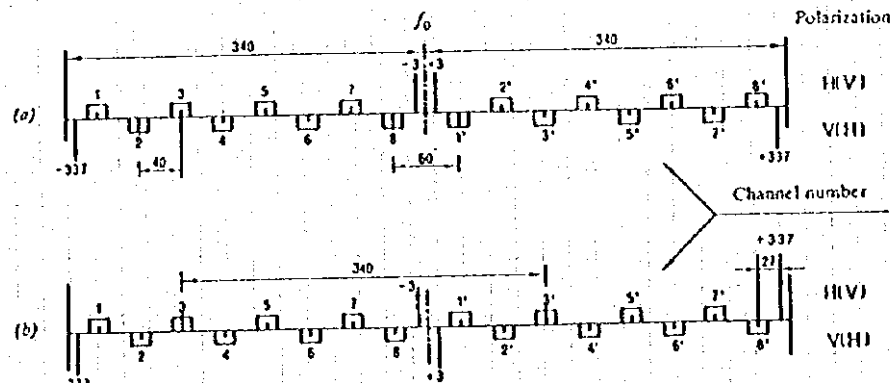 f0 Polarization
340 340
-3 +3
1 3 5 7 2' 4' 6' 8' H(V)
(a)
2 4 6 8 1' 3' 5' 7' V(H)
-337 40 60 +337
Channel number
340 -3 +337
27
1 3 5 7 1' 3' 5' 7' H(V)
(b)
2 4 6 8 2' 4' 6' 8' V(H)
+3